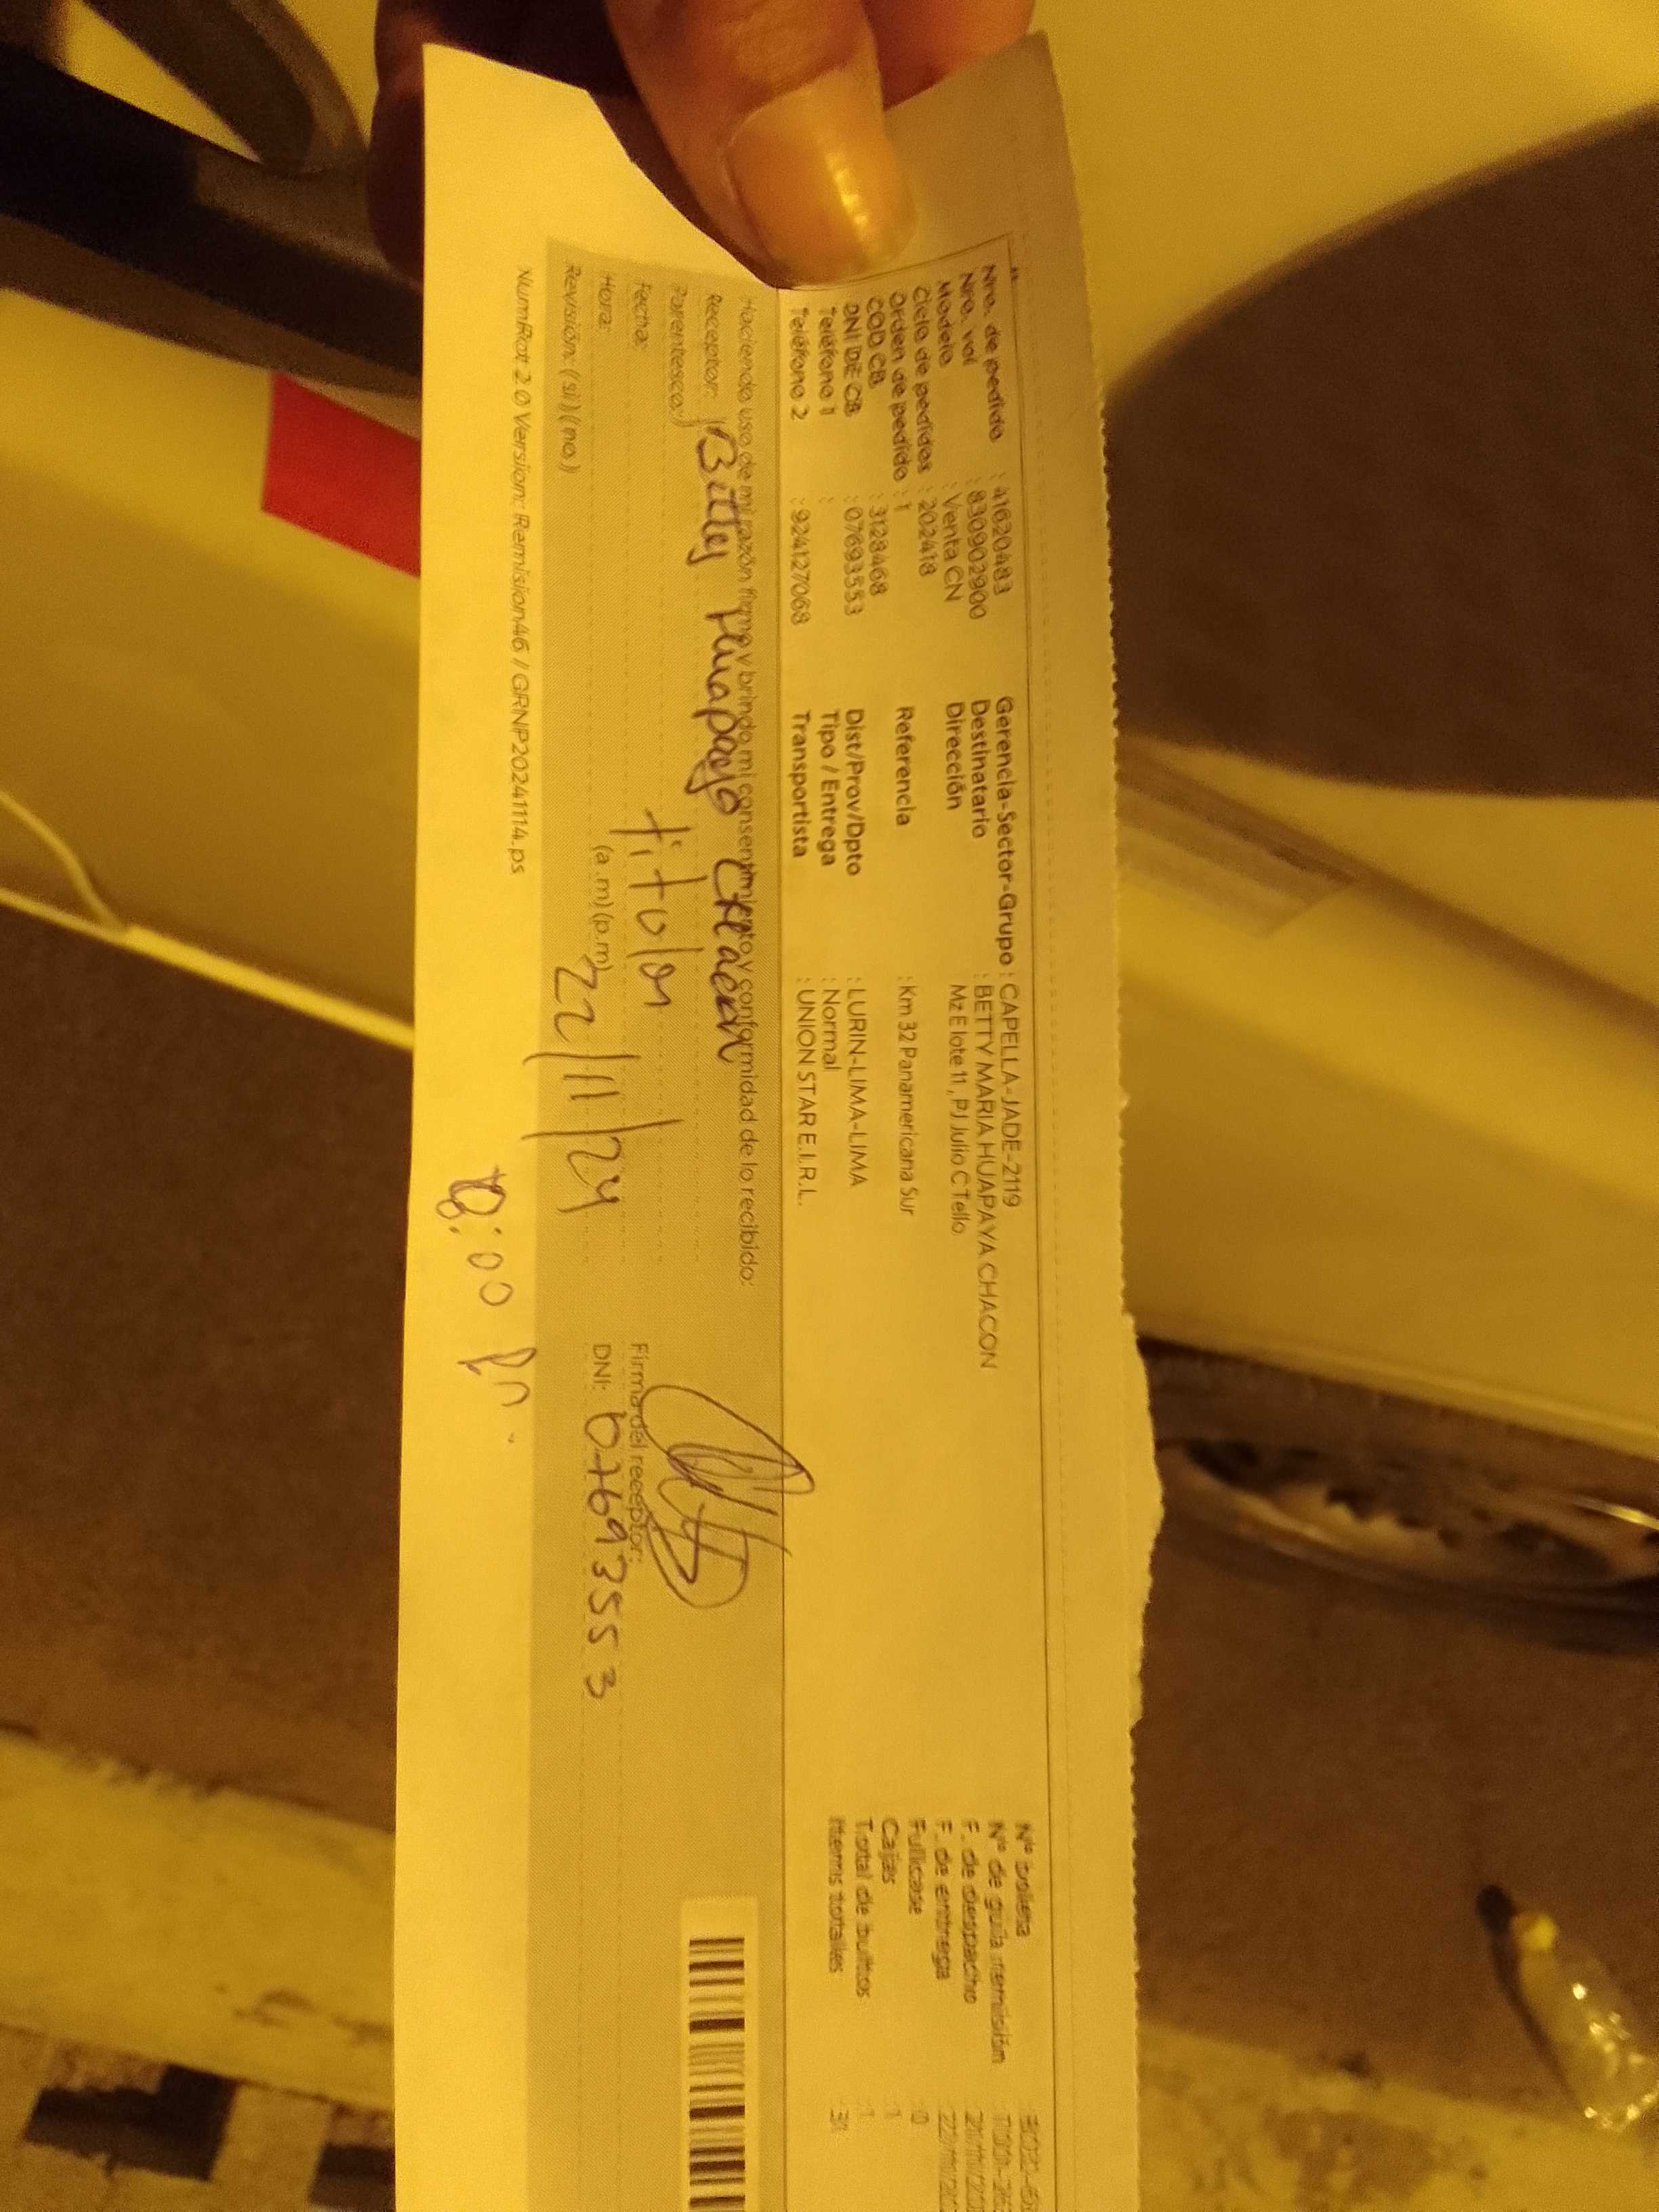 Nro. de pedido : 41620483
Nro. vol : 830902900
Modelo : Venta CN
Ciclo de pedidos : 202418
Orden de pedido : 1
COD CB : 3128468
DNI DE CB : 07693553
Teléfono 1 :
Teléfono 2 : 924127068
Gerencia-Sector-Grupo : CAPELLA-JADE-2119
Destinatario : BETTY MARIA HUAPAYA CHACON
Dirección Mz E lote 11, PJ Julio C Tello
Referencia : Km 32 Panamericana Sur
Dist/Prov/Dpto : LURIN-LIMA-LIMA
Tipo / Entrega : Normal
Transportista : UNION STAR E.I.R.L.
N° boleta
N° de guía remisión
F. de despacho
F. de entrega
Fullcase 0
Cajas 1
Total de bultos : 1
Items totales
Haciendo uso de mi razón firmo y brindo mi consentimiento y conformidad de lo recibido:
Receptor: Betty Huapaya
Parentesco: titular
Fecha: 22/11/24
Hora: (a.m) (p.m)
8:00 Pm.
Revisión: (si) (no)
Firma del receptor:
DNI: 07693553
NumRot 2.0 Version: Remision46 / GRNP20241114.ps